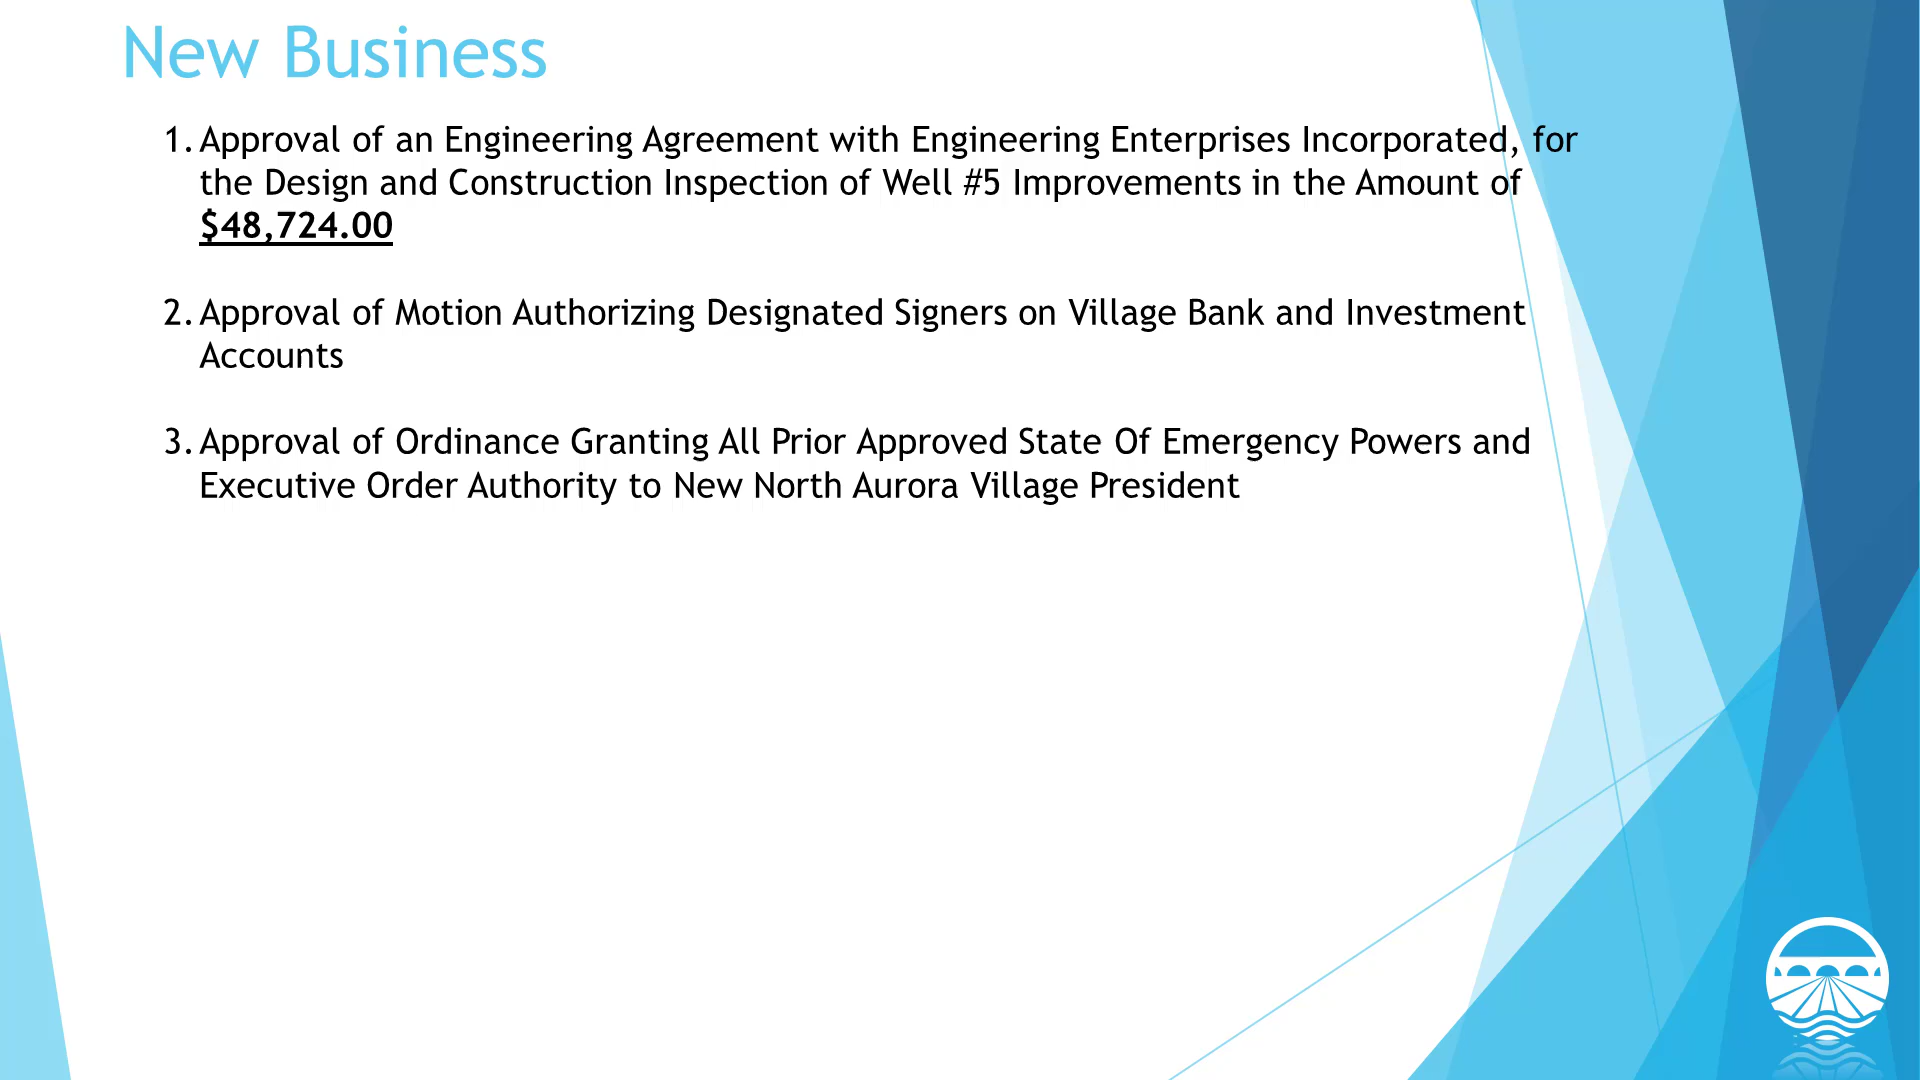 New Business
1. Approval of an Engineering Agreement with Engineering Enterprises Incorporated, for
the Design and Construction Inspection of Well #5 Improvements in the Amount of
$48,724.00
2. Approval of Motion Authorizing Designated Signers on Village Bank and Investment
Accounts
3. Approval of Ordinance Granting All Prior Approved State Of Emergency Powers and
Executive Order Authority to New North Aurora Village President